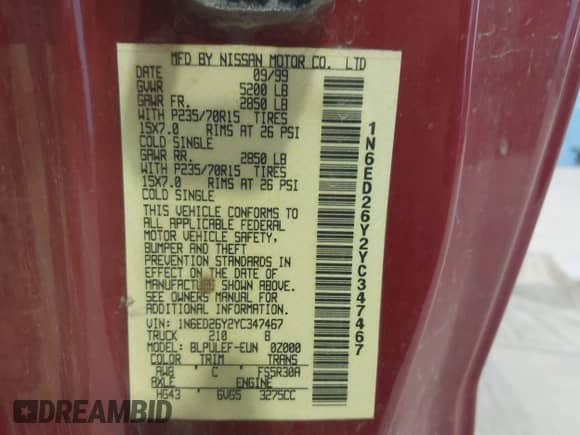 MFD BY NISSAN MOTOR CO. LTD
DATE 09/99
GVWR 5200 LB
GAWR FR. 2850 LB
WITH P235/70R15 TIRES
15X7.0 RIMS AT 26 PSI
COLD SINGLE
GAWR RR. 2850 LB
WITH P235/70R15 TIRES
15X7.0 RIMS AT 26 PSI
COLD SINGLE
THIS VEHICLE CONFORMS TO
ALL APPLICABLE FEDERAL
MOTOR VEHICLE SAFETY,
BUMPER AND THEFT
PREVENTION STANDARDS IN
EFFECT ON THE DATE OF
MANUFACTURE SHOWN ABOVE.
SEE OWNERS MANUAL FOR
ADDITIONAL INFORMATION.
VIN: 1N6ED26Y2YC347467
TRUCK 210 B
MODEL: BLPULEF-EUN 0Z000
COLOR TRIM TRANS
AW8 C FS5R30A
AXLE ENGINE
HG43 6VG5 3275CC
1N6ED26Y2YC347467
DREAMBID